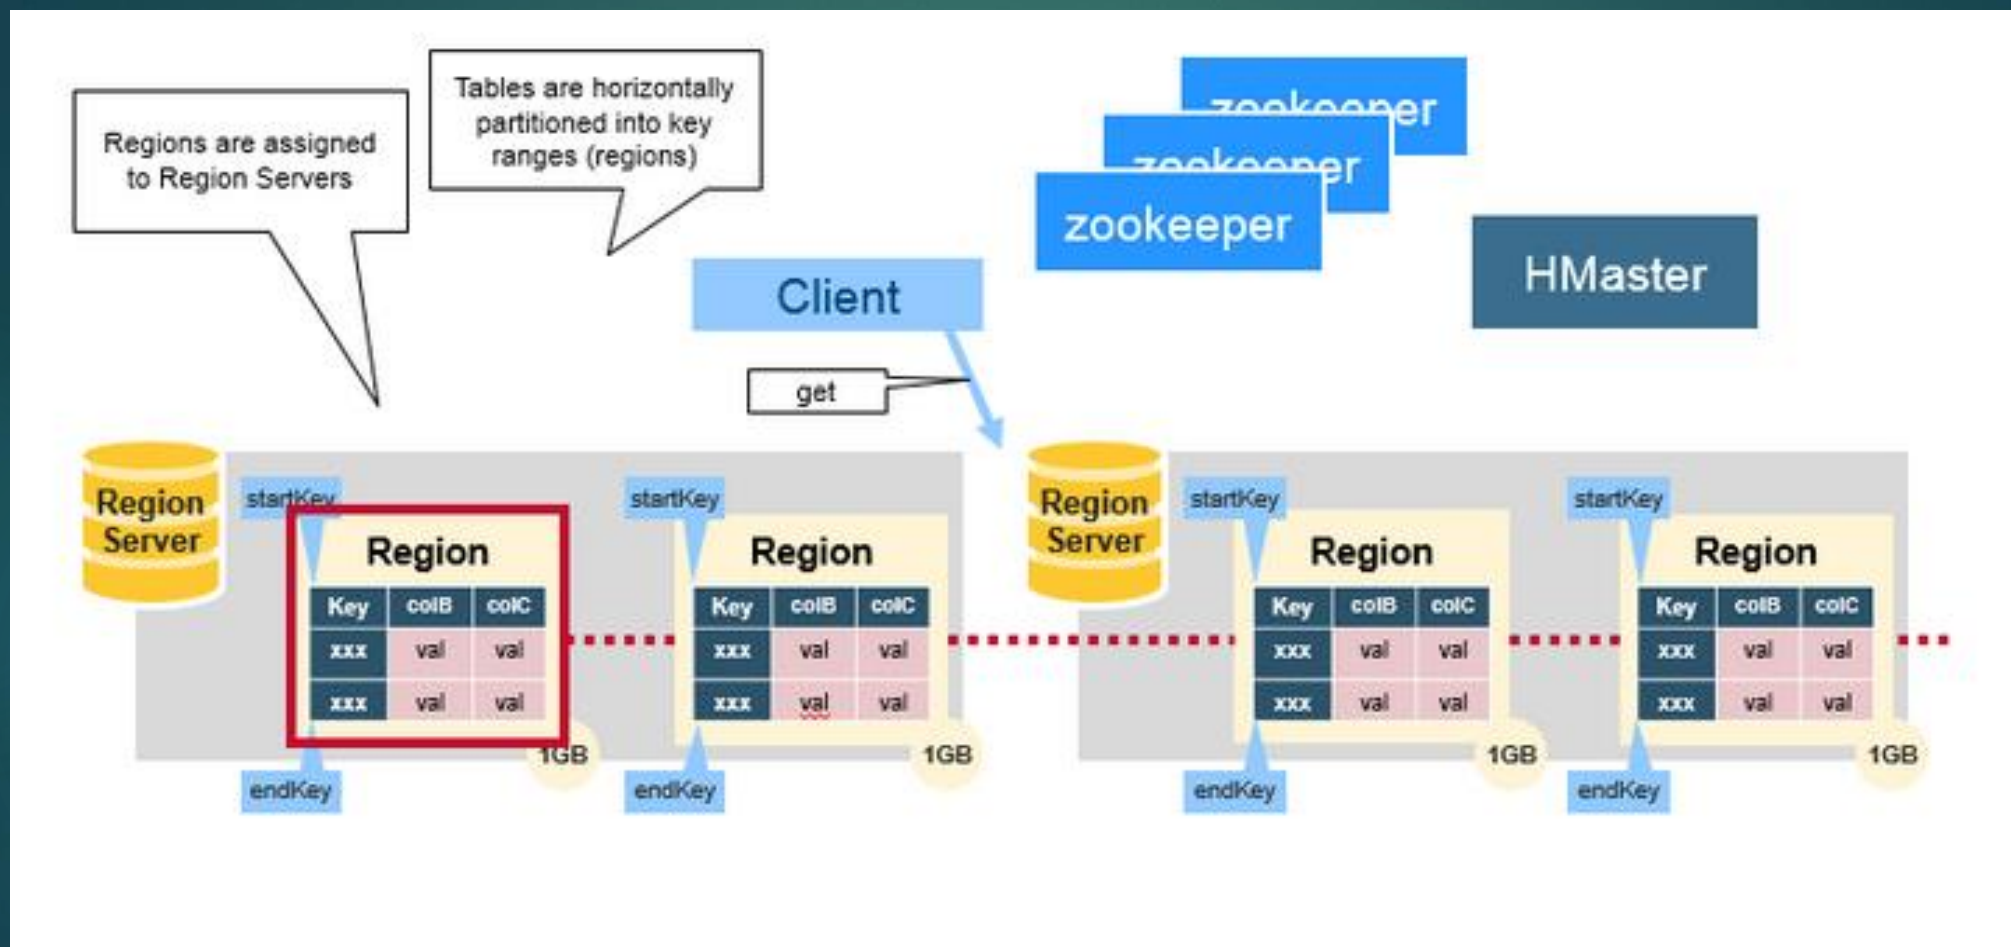 Regions are assigned
to Region Servers
Tables are horizontally
partitioned into key
ranges (regions)
zookeeper
zookeeper
zookeeper
HMaster
Client
get
Region
Server
startKey
Region
Key colB colC
xxx val val
xxx val val
1GB
endKey
startKey
Region
Key colB colC
xxx val val
xxx val val
1GB
endKey
Region
Server
startKey
Region
Key colB colC
xxx val val
xxx val val
1GB
endKey
startKey
Region
Key colB colC
xxx val val
xxx val val
1GB
endKey